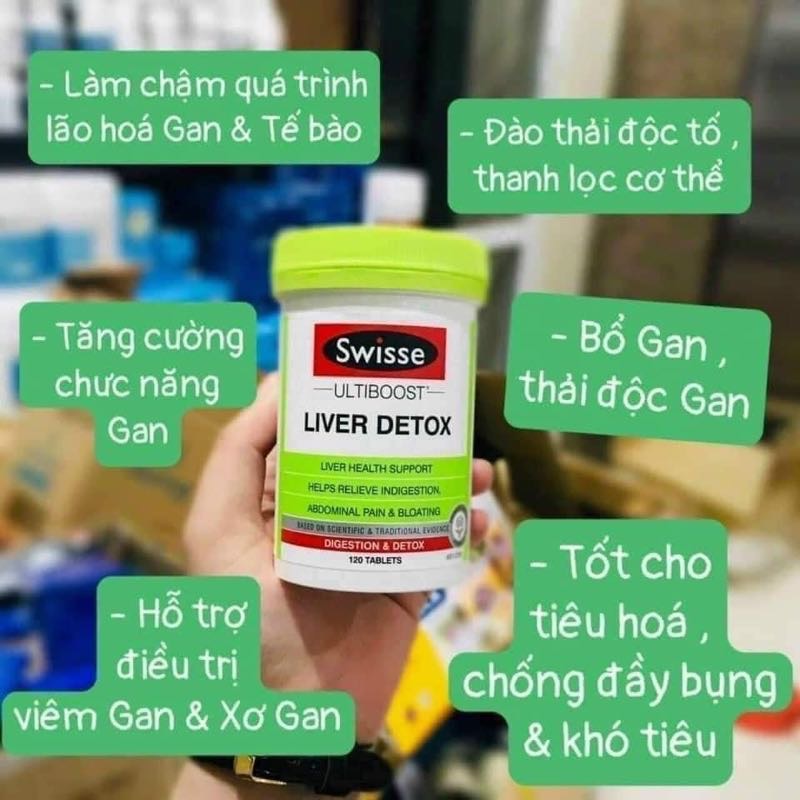 - Làm chậm quá trình
lão hoá Gan & Tế bào
- Đào thải độc tố ,
thanh lọc cơ thể
- Tăng cường
chưc năng
Gan
- Bổ Gan ,
thải độc Gan
Swisse
ULTIBOOST
LIVER DETOX
LIVER HEALTH SUPPORT
HELPS RELIEVE INDIGESTION,
ABDOMINAL PAIN & BLOATING
BASED ON SCIENTIFIC & TRADITIONAL EVIDENCE
DIGESTION & DETOX
120 TABLETS
- Hỗ trợ
điều trị
viêm Gan & Xơ Gan
- Tốt cho
tiêu hoá ,
chống đầy bụng
& khó tiêu